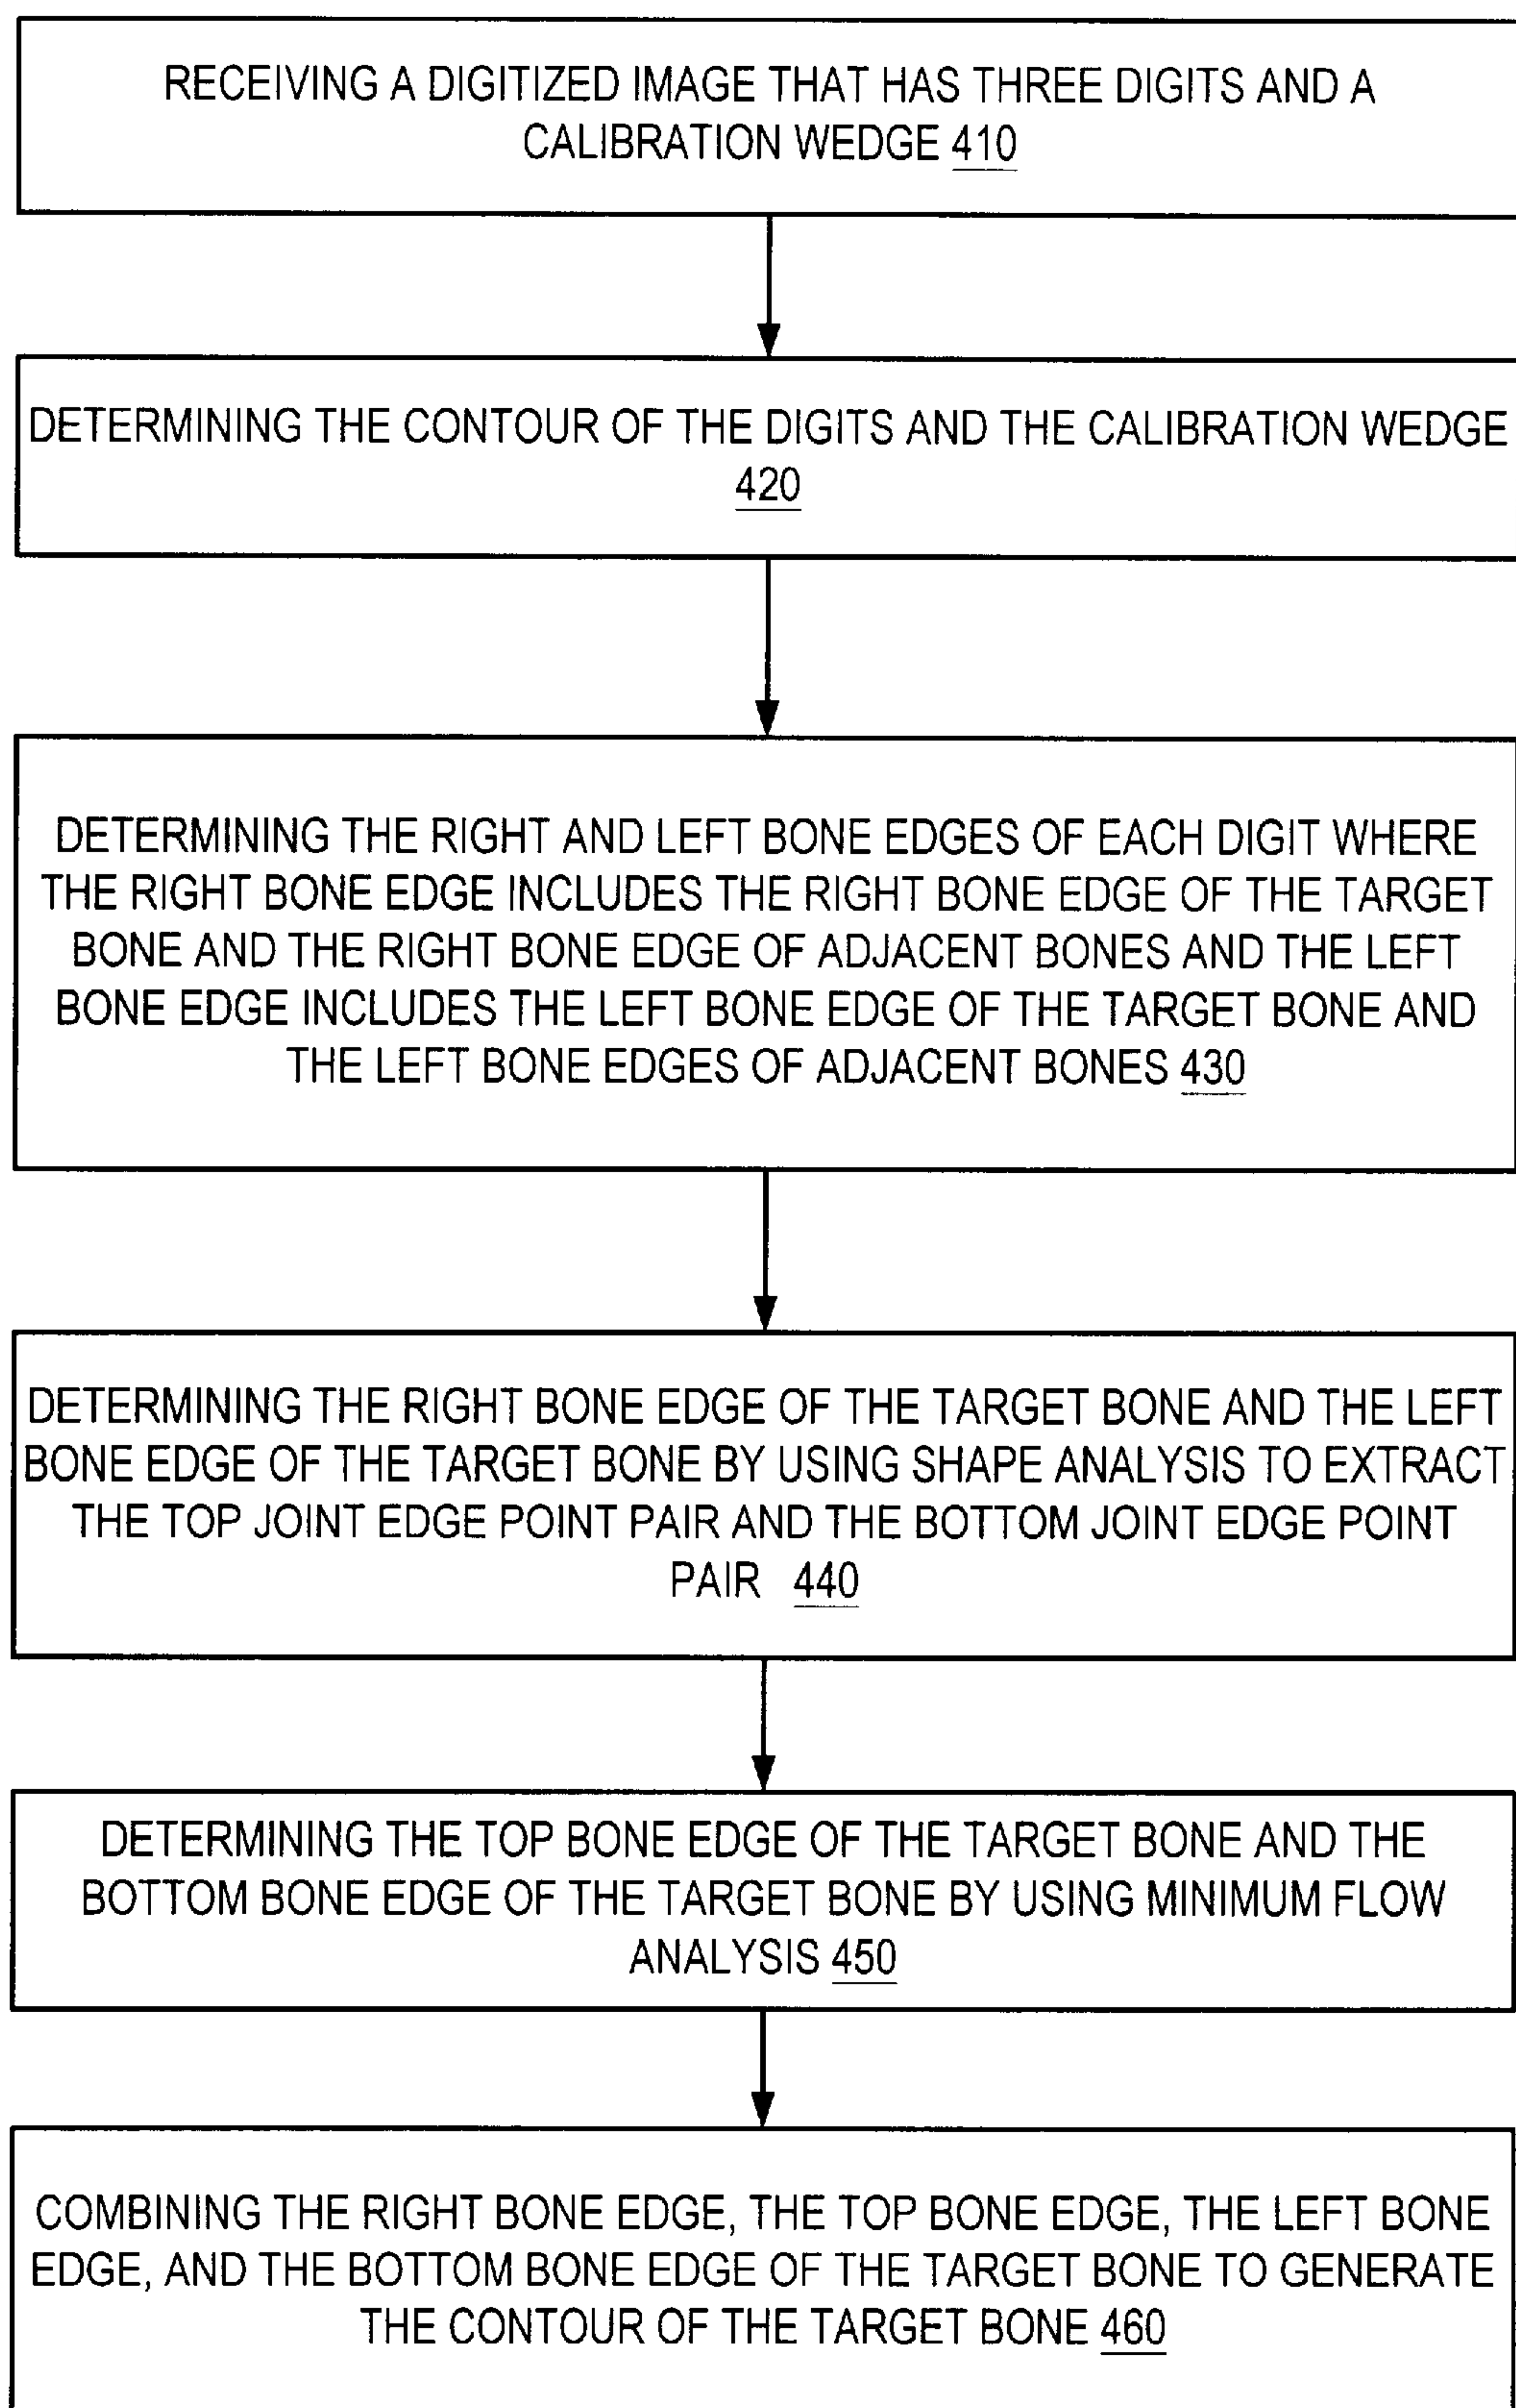 RECEIVING A DIGITIZED IMAGE THAT HAS THREE DIGITS AND A
CALIBRATION WEDGE 410
DETERMINING THE CONTOUR OF THE DIGITS AND THE CALIBRATION WEDGE
420
DETERMINING THE RIGHT AND LEFT BONE EDGES OF EACH DIGIT WHERE
THE RIGHT BONE EDGE INCLUDES THE RIGHT BONE EDGE OF THE TARGET
BONE AND THE RIGHT BONE EDGE OF ADJACENT BONES AND THE LEFT
BONE EDGE INCLUDES THE LEFT BONE EDGE OF THE TARGET BONE AND
THE LEFT BONE EDGES OF ADJACENT BONES 430
DETERMINING THE RIGHT BONE EDGE OF THE TARGET BONE AND THE LEFT
BONE EDGE OF THE TARGET BONE BY USING SHAPE ANALYSIS TO EXTRACT
THE TOP JOINT EDGE POINT PAIR AND THE BOTTOM JOINT EDGE POINT
PAIR 440
DETERMINING THE TOP BONE EDGE OF THE TARGET BONE AND THE
BOTTOM BONE EDGE OF THE TARGET BONE BY USING MINIMUM FLOW
ANALYSIS 450
COMBINING THE RIGHT BONE EDGE, THE TOP BONE EDGE, THE LEFT BONE
EDGE, AND THE BOTTOM BONE EDGE OF THE TARGET BONE TO GENERATE
THE CONTOUR OF THE TARGET BONE 460